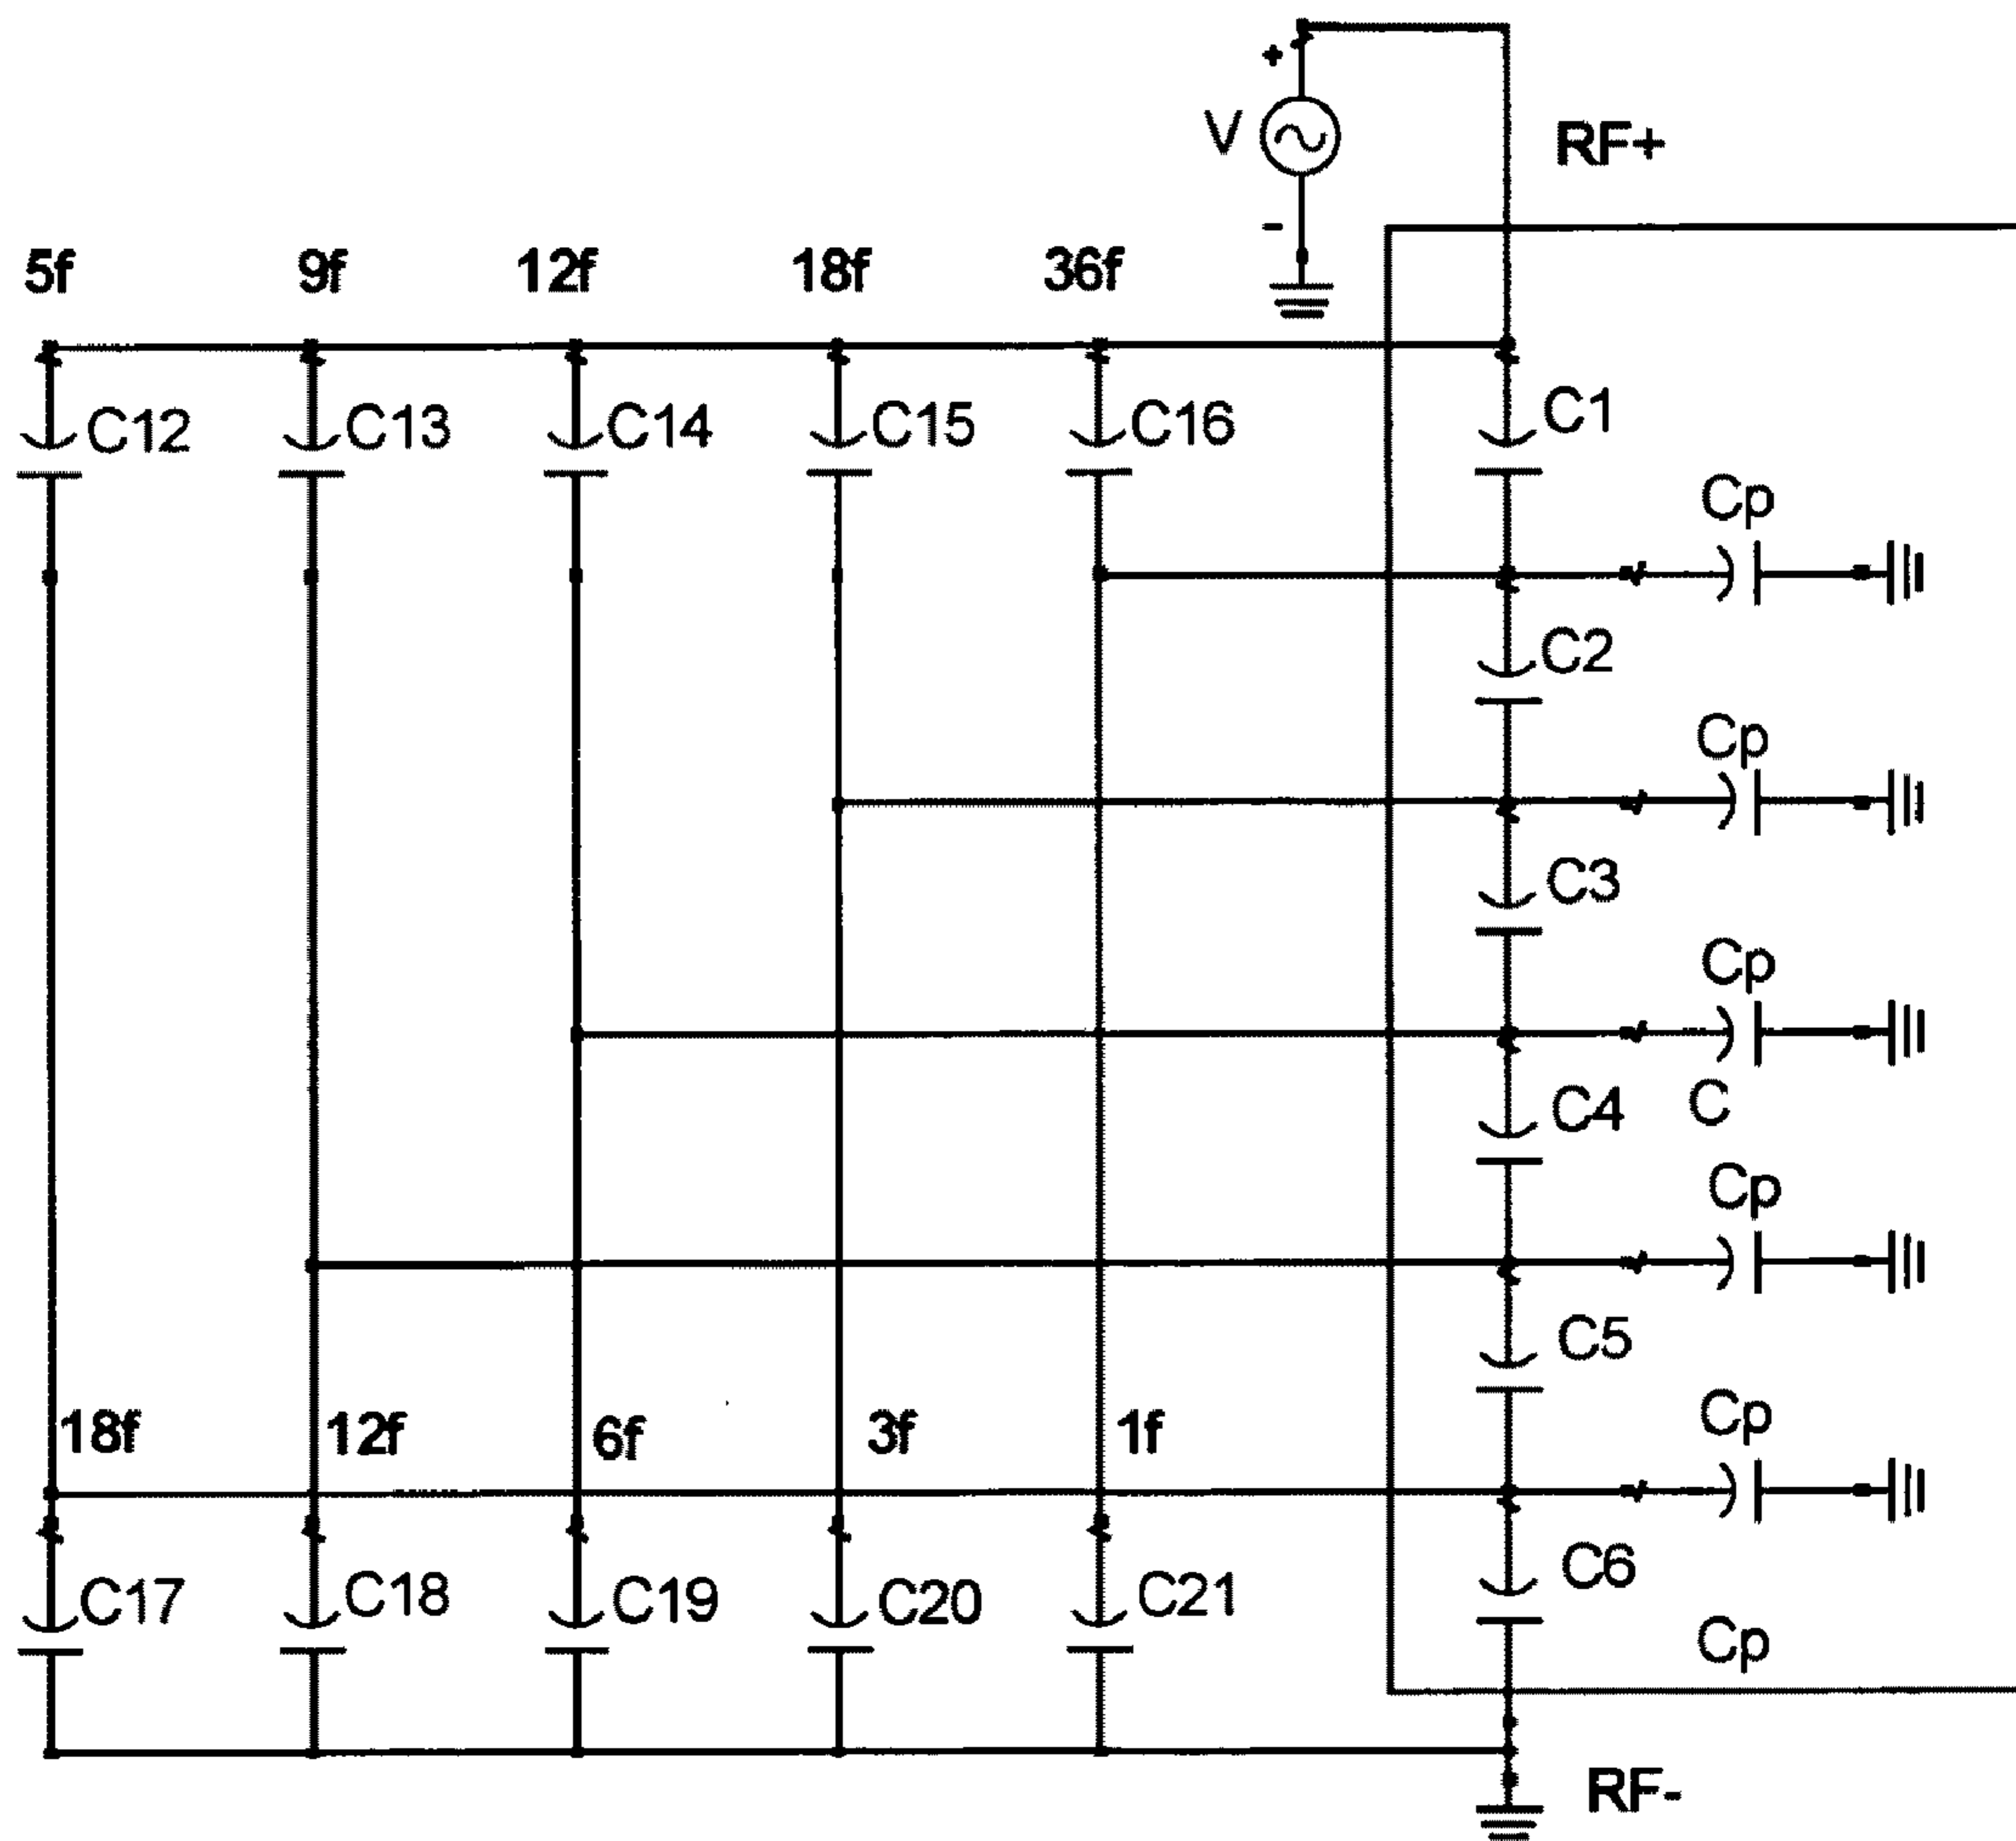 +
V
RF+
-
5f 9f 12f 18f 36f
C12 C13 C14 C15 C16 C1
Cp
C2
Cp
C3
Cp
C4 C
Cp
C5
Cp
18f 12f 6f 3f 1f
C6
C17 C18 C19 C20 C21
Cp
RF-